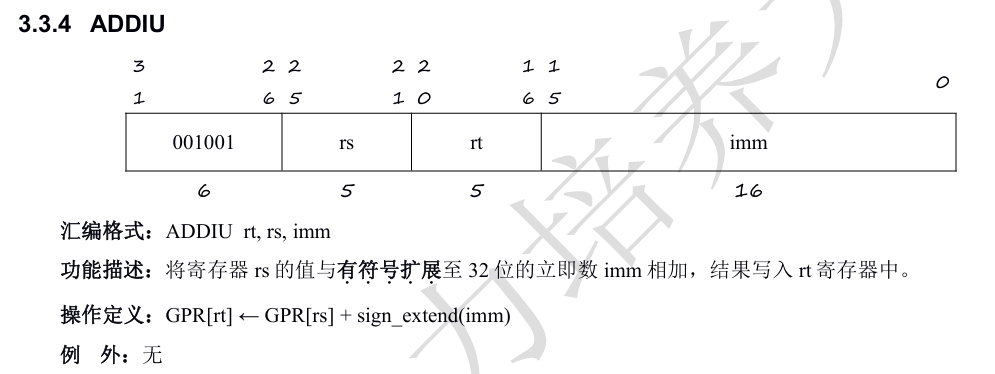 3.3.4 ADDIU
3 2 2 2 2 1 1
1 6 5 1 0 6 5 0
001001 rs rt imm
6 5 5 16
汇编格式：ADDIU rt, rs, imm
功能描述：将寄存器 rs 的值与有符号扩展至 32 位的立即数 imm 相加，结果写入 rt 寄存器中。
操作定义：GPR[rt] ← GPR[rs] + sign_extend(imm)
例 外：无
力培养